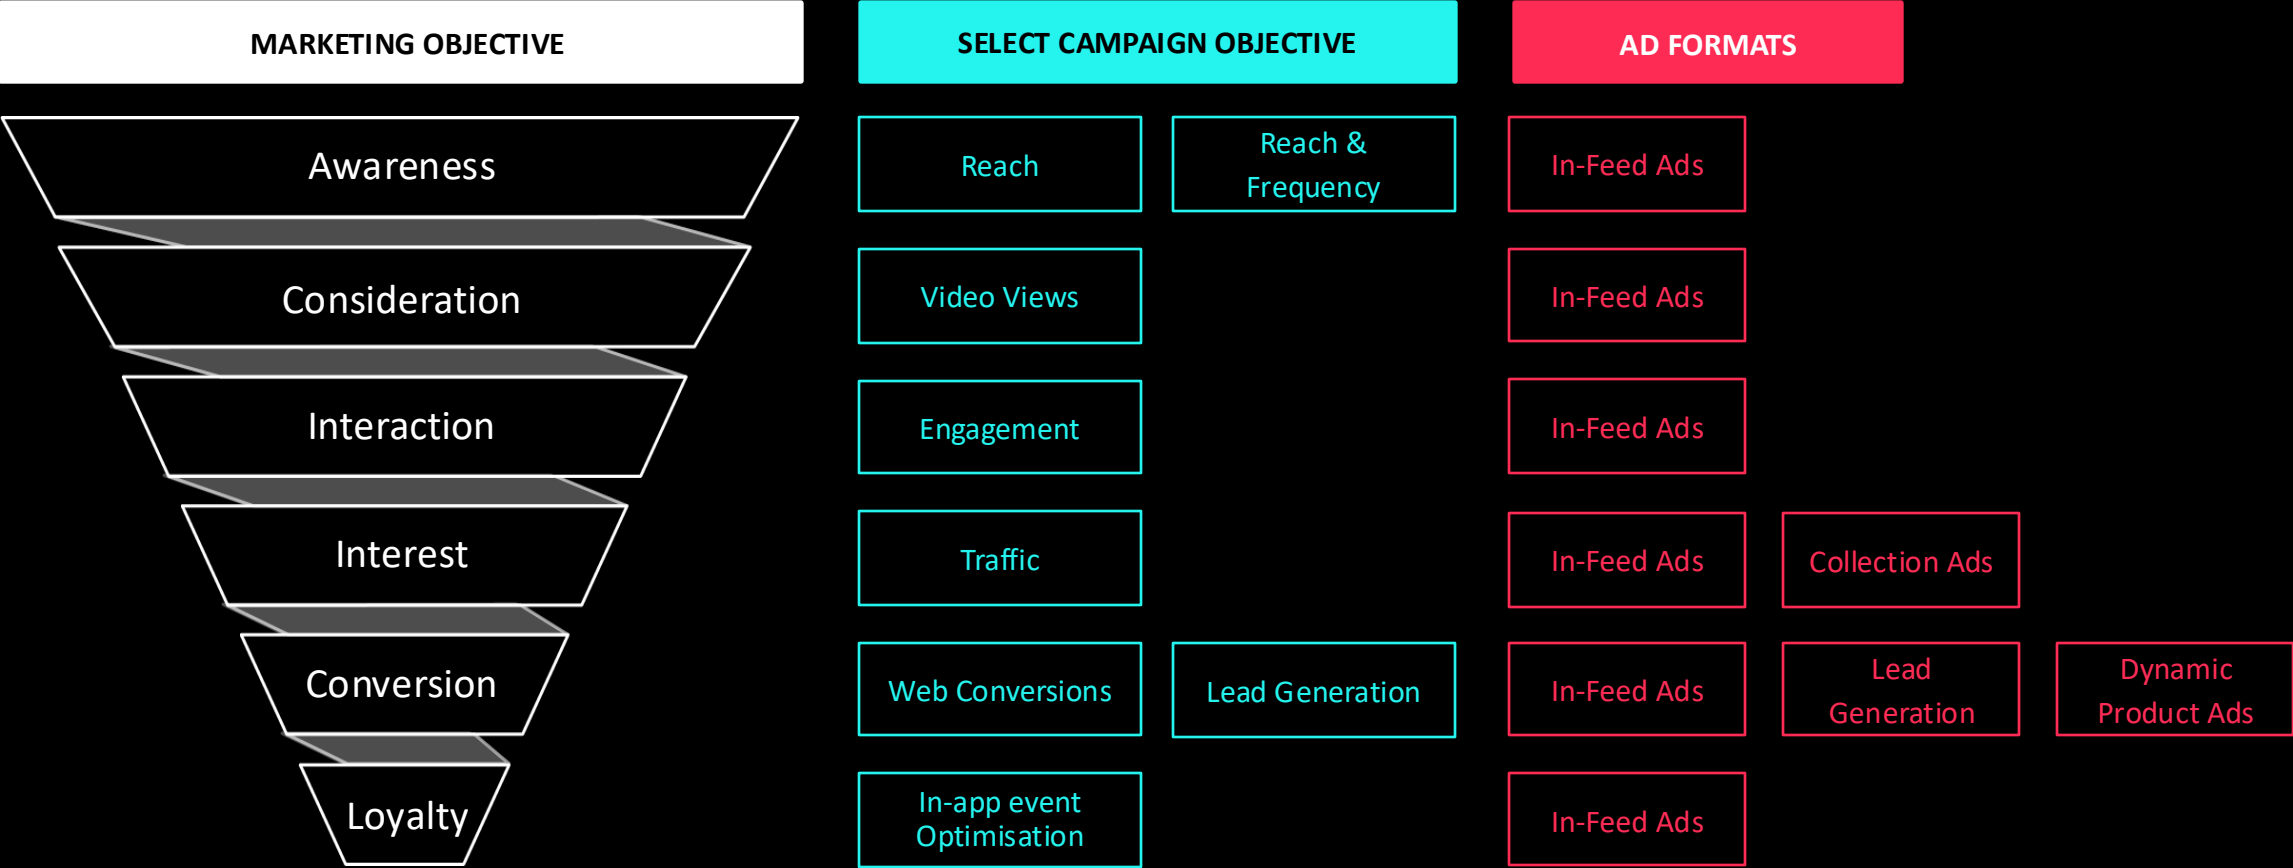 MARKETING OBJECTIVE
SELECT CAMPAIGN OBJECTIVE
AD FORMATS
Awareness
Reach
Reach &
Frequency
In-Feed Ads
Consideration
Video Views
In-Feed Ads
Interaction
Engagement
In-Feed Ads
Interest
Traffic
In-Feed Ads
Collection Ads
Conversion
Web Conversions
Lead Generation
In-Feed Ads
Lead
Generation
Dynamic
Product Ads
Loyalty
In-app event
Optimisation
In-Feed Ads